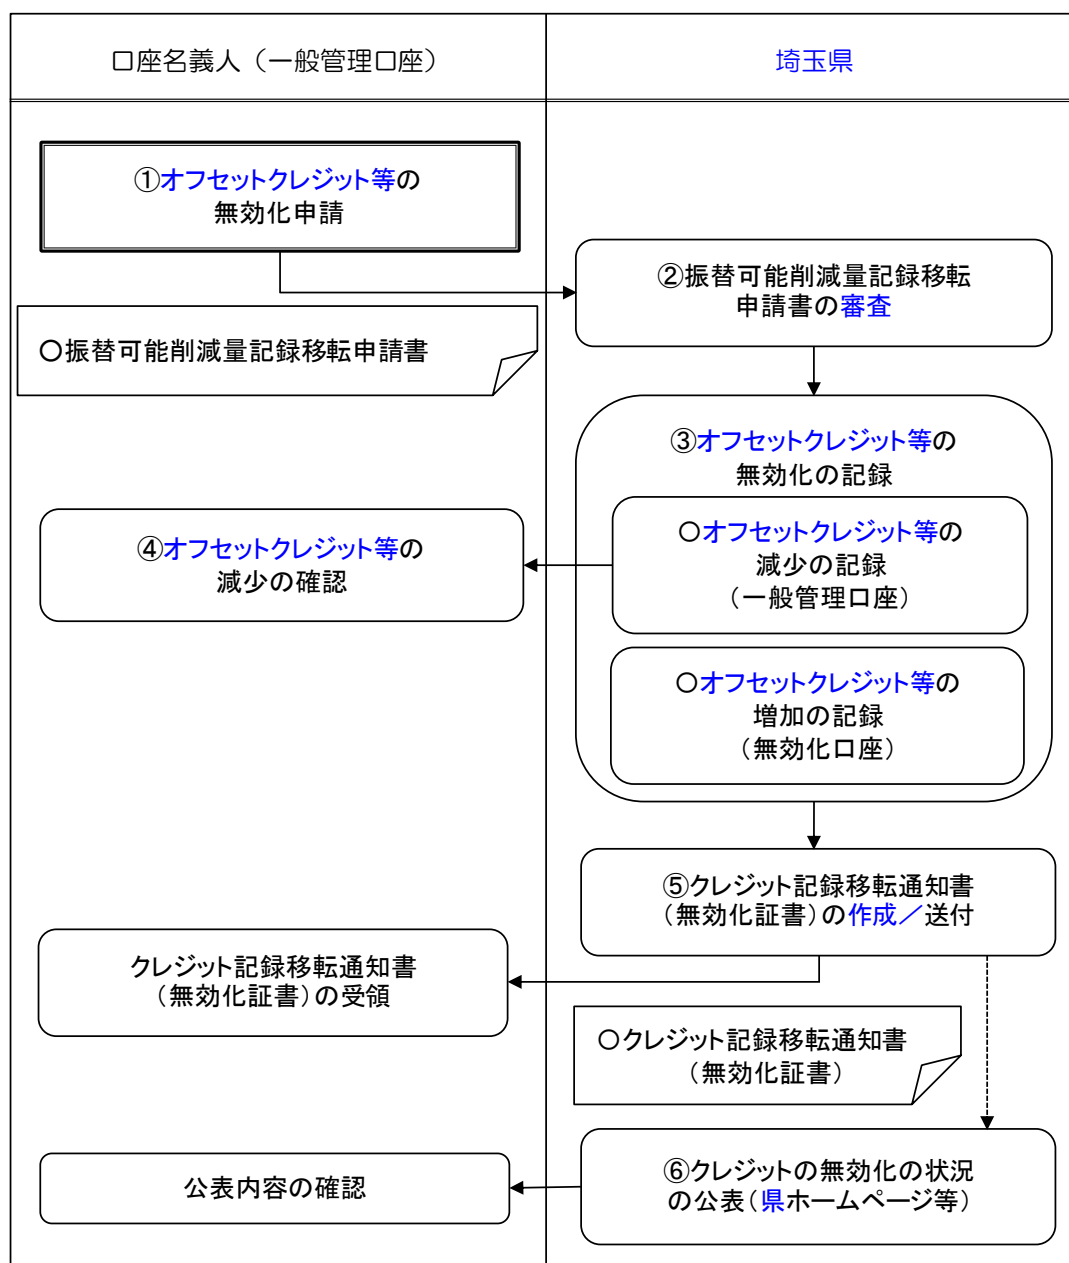 口座名義人（一般管理口座）
埼玉県
①オフセットクレジット等の
無効化申請
②振替可能削減量記録移転
申請書の審査
〇振替可能削減量記録移転申請書
③オフセットクレジット等の
無効化の記録
〇オフセットクレジット等の
減少の記録
（一般管理口座）
④オフセットクレジット等の
減少の確認
〇オフセットクレジット等の
増加の記録
（無効化口座）
⑤クレジット記録移転通知書
（無効化証書）の作成／送付
クレジット記録移転通知書
（無効化証書）の受領
〇クレジット記録移転通知書
（無効化証書）
⑥クレジットの無効化の状況
の公表（県ホームページ等）
公表内容の確認